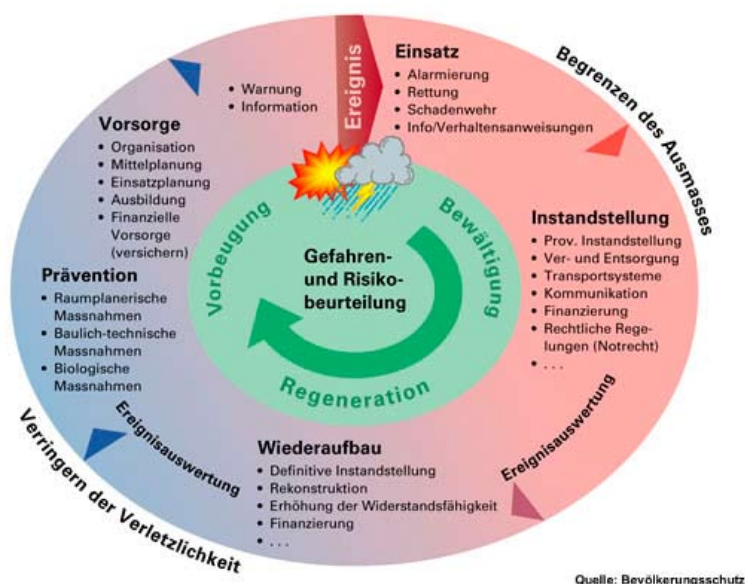 Ereignis
Einsatz
• Alarmierung
• Rettung
• Schadenwehr
• Info/Verhaltensanweisungen
Begrenzen des Ausmasses
Instandstellung
• Prov. Instandstellung
• Ver- und Entsorgung
• Transportsysteme
• Kommunikation
• Finanzierung
• Rechtliche Rege-
lungen (Notrecht)
• . . .
Ereignisauswertung
Wiederaufbau
• Definitive Instandstellung
• Rekonstruktion
• Erhöhung der Widerstandsfähigkeit
• Finanzierung
• . . .
Ereignisauswertung
Verringern der Verletzlichkeit
Prävention
• Raumplanerische
Massnahmen
• Baulich-technische
Massnahmen
• Biologische
Massnahmen
Vorsorge
• Organisation
• Mittelplanung
• Einsatzplanung
• Ausbildung
• Finanzielle
Vorsorge
(versichern)
• Warnung
• Information
Vorbeugung
Bewältigung
Regeneration
Gefahren-
und Risiko-
beurteilung
Quelle: Bevölkerungsschutz